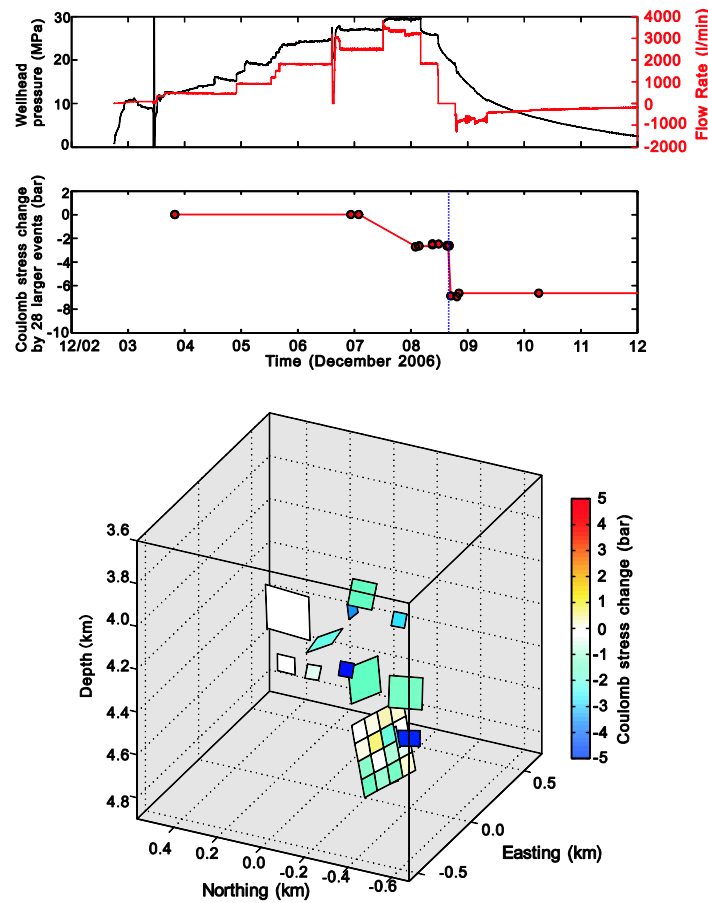 30
20
10
0
Wellhead
pressure (MPa)
4000
3000
2000
1000
0
-1000
-2000
Flow Rate (l/min)
2
0
-2
-4
-6
-8
-10
Coulomb stress change
by 28 larger events (bar)
12/02 03 04 05 06 07 08 09 10 11 12
Time (December 2006)
3.6
3.8
4.0
4.2
4.4
4.6
4.8
Depth (km)
0.4 0.2 0.0 -0.2 -0.4 -0.6
Northing (km)
-0.5 0.0 0.5
Easting (km)
5
4
3
2
1
0
-1
-2
-3
-4
-5
Coulomb stress change (bar)